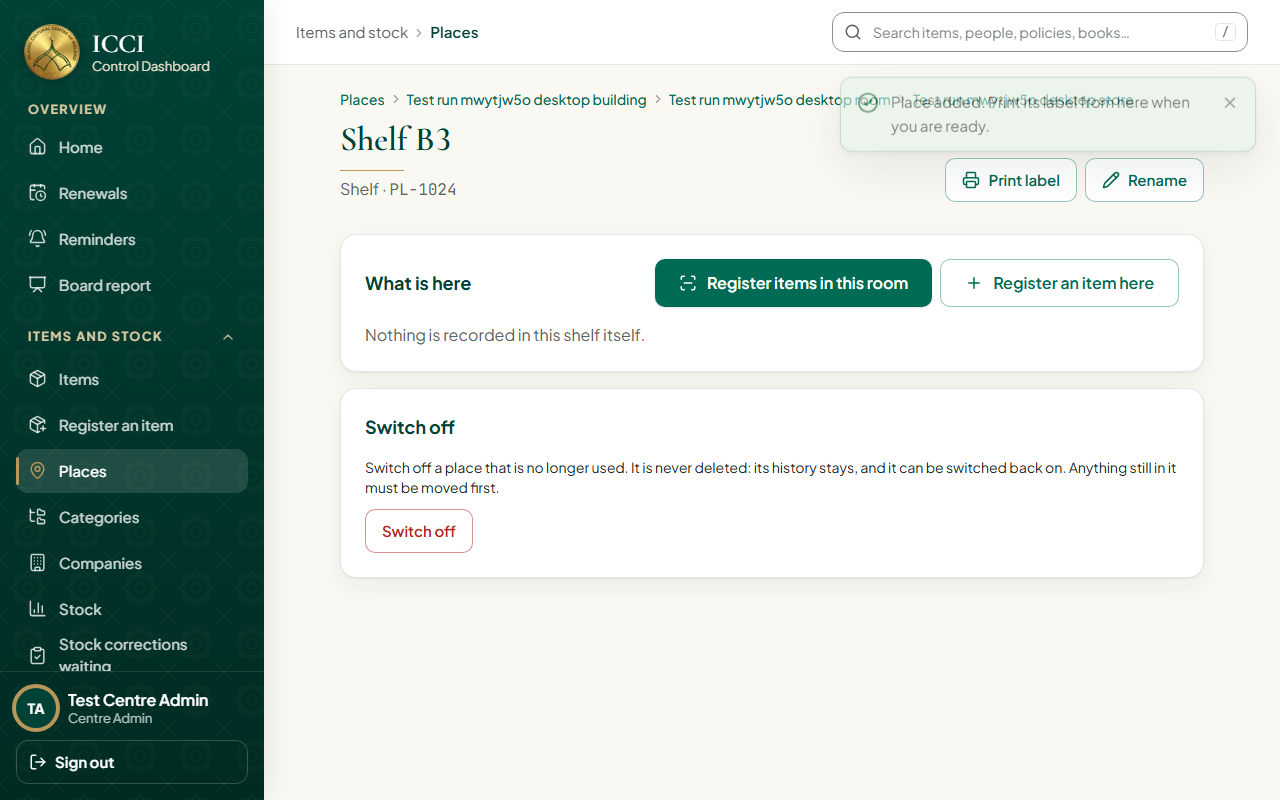 ICCI
Control Dashboard
OVERVIEW
Home
Renewals
Reminders
Board report
ITEMS AND STOCK
Items
Register an item
Places
Categories
Companies
Stock
Stock corrections
waiting
TA
Test Centre Admin
Centre Admin
Sign out
Items and stock › Places
Search items, people, policies, books… /
Places › Test run mwytjw5o desktop building › Test run mwytjw5o desktop room › Test run mwytjw5o desktop store
Place added. Print its label from here when
you are ready.
Shelf B3
Shelf · PL-1024
Print label
Rename
What is here
Register items in this room
Register an item here
Nothing is recorded in this shelf itself.
Switch off
Switch off a place that is no longer used. It is never deleted: its history stays, and it can be switched back on. Anything still in it
must be moved first.
Switch off